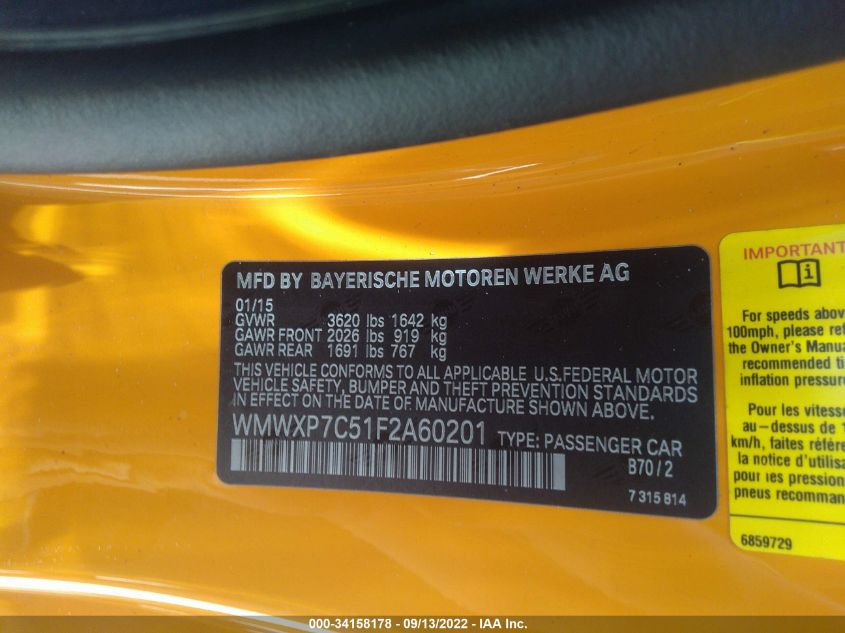 MFD BY BAYERISCHE MOTOREN WERKE AG
01/15
GVWR 3620 lbs 1642 kg
GAWR FRONT 2026 lbs 919 kg
GAWR REAR 1691 lbs 767 kg
THIS VEHICLE CONFORMS TO ALL APPLICABLE U.S.FEDERAL MOTOR
VEHICLE SAFETY, BUMPER AND THEFT PREVENTION STANDARDS
IN EFFECT ON THE DATE OF MANUFACTURE SHOWN ABOVE.
WMWXP7C51F2A60201 TYPE: PASSENGER CAR
B70/2
7 315 814
IMPORTANT
For speeds above
100mph, please ref
the Owner's Manua
recommended ti
inflation pressure
Pour les vitesse
au-dessus de 1
km/h, faites référe
la notice d'utilisa
pour les pression
pneus recomman
6859729
000-34158178 - 09/13/2022 - IAA Inc.